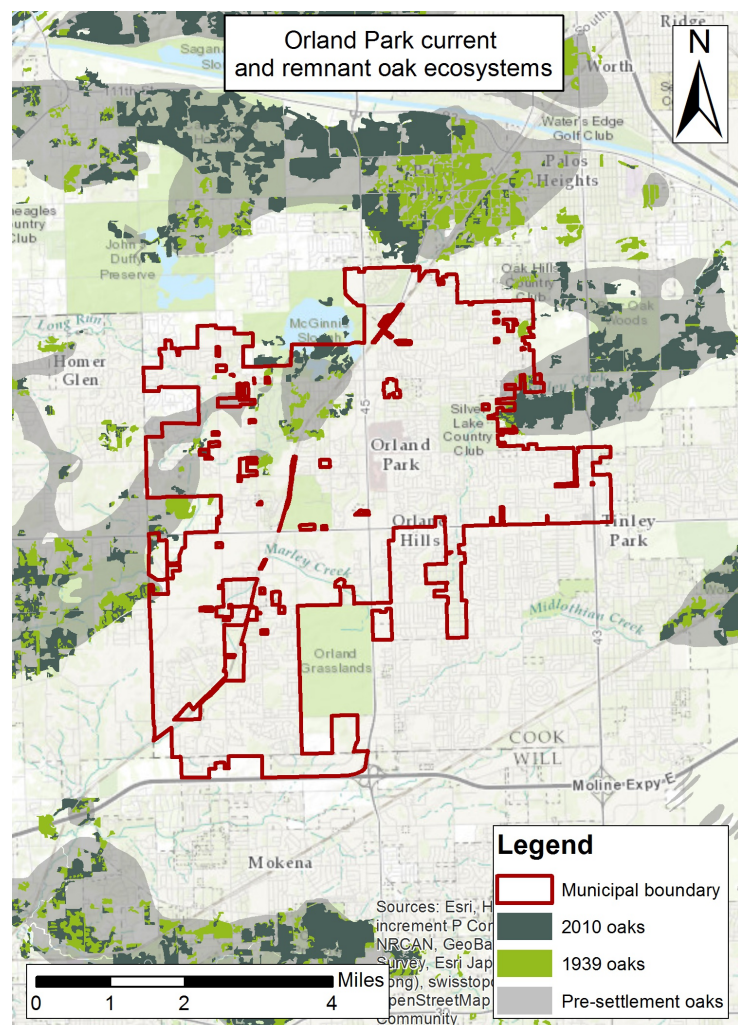 Orland Park current
and remnant oak ecosystems
N
Ridge
Worth
111th
Water's Edge
Golf Club
Palos
Heights
Country
Club
John
Duffy
Preserve
Oak Hills
Country
Club
Oak
Woods
McGinnis
Slough
Long Run
Homer
Glen
45
Silver
Lake
Country
Club
Orland
Park
Orland
Hills
Tinley
Park
Marley Creek
Midlothian Creek
43
Orland
Grasslands
COOK
WILL
Moline Expy E
Mokena
Legend
Municipal boundary
2010 oaks
1939 oaks
Pre-settlement oaks
Sources: Esri, H
increment P Cor
NRCAN, GeoBa
Survey, Esri Jap
ong), swisstop
OpenStreetMap
Community
Miles
0 1 2 4